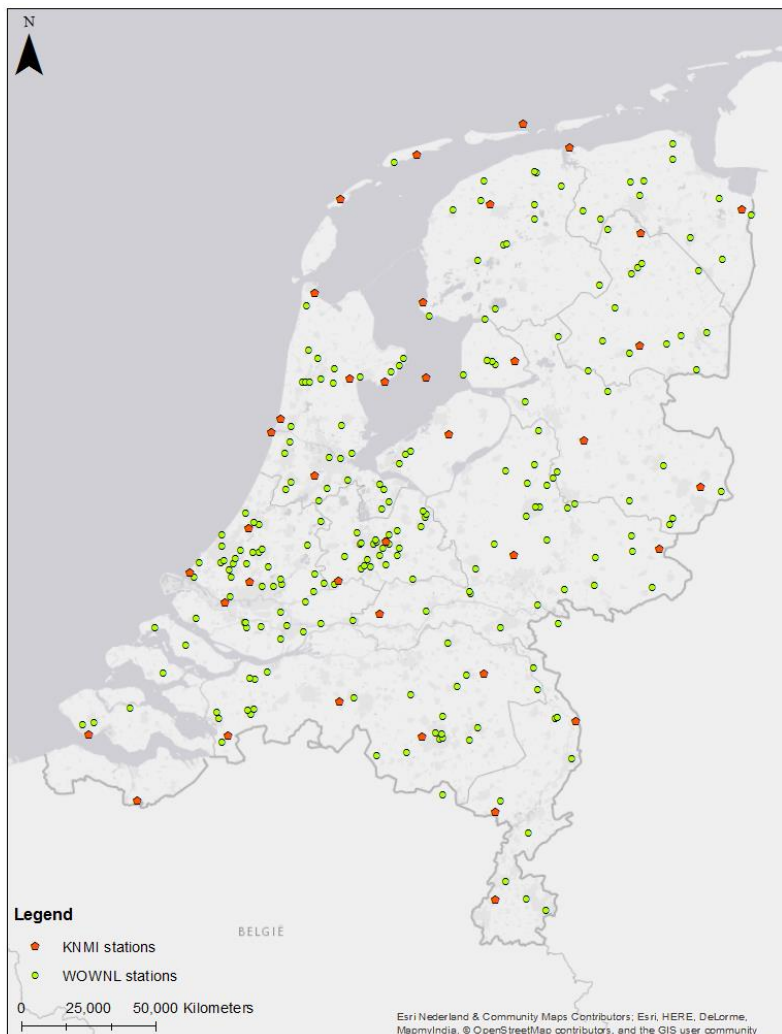 N
Legend
KNMI stations
WOWNL stations
BELGIË
0 25,000 50,000 Kilometers
Esri Nederland & Community Maps Contributors; Esri, HERE, DeLorme,
MapmyIndia, © OpenStreetMap contributors, and the GIS user community